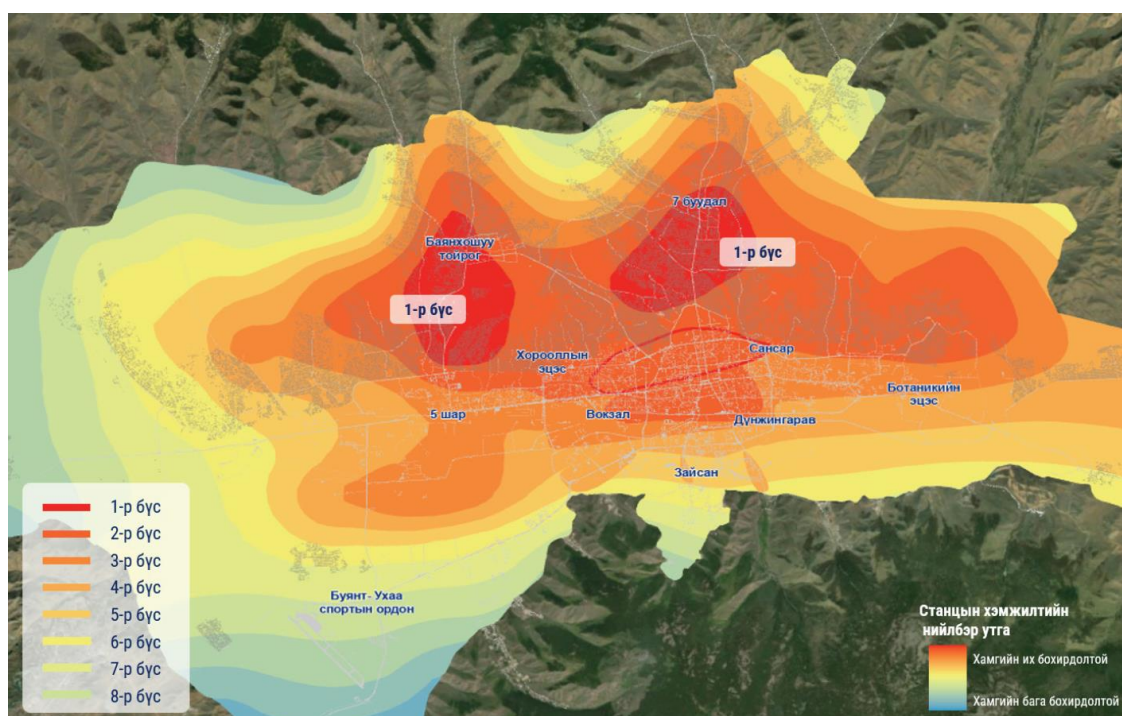 7 буудал
Баянхошуу
тойрог
1-р бүс
1-р бүс
Хорооллын
эцэс
Сансар
Ботаникийн
эцэс
5 шар
Вокзал
Дүнжингарав
Зайсан
Буянт- Ухаа
спортын ордон
1-р бүс
2-р бүс
3-р бүс
4-р бүс
5-р бүс
6-р бүс
7-р бүс
8-р бүс
Станцын хэмжилтийн
нийлбэр утга
Хамгийн их бохирдолтой
Хамгийн бага бохирдолтой